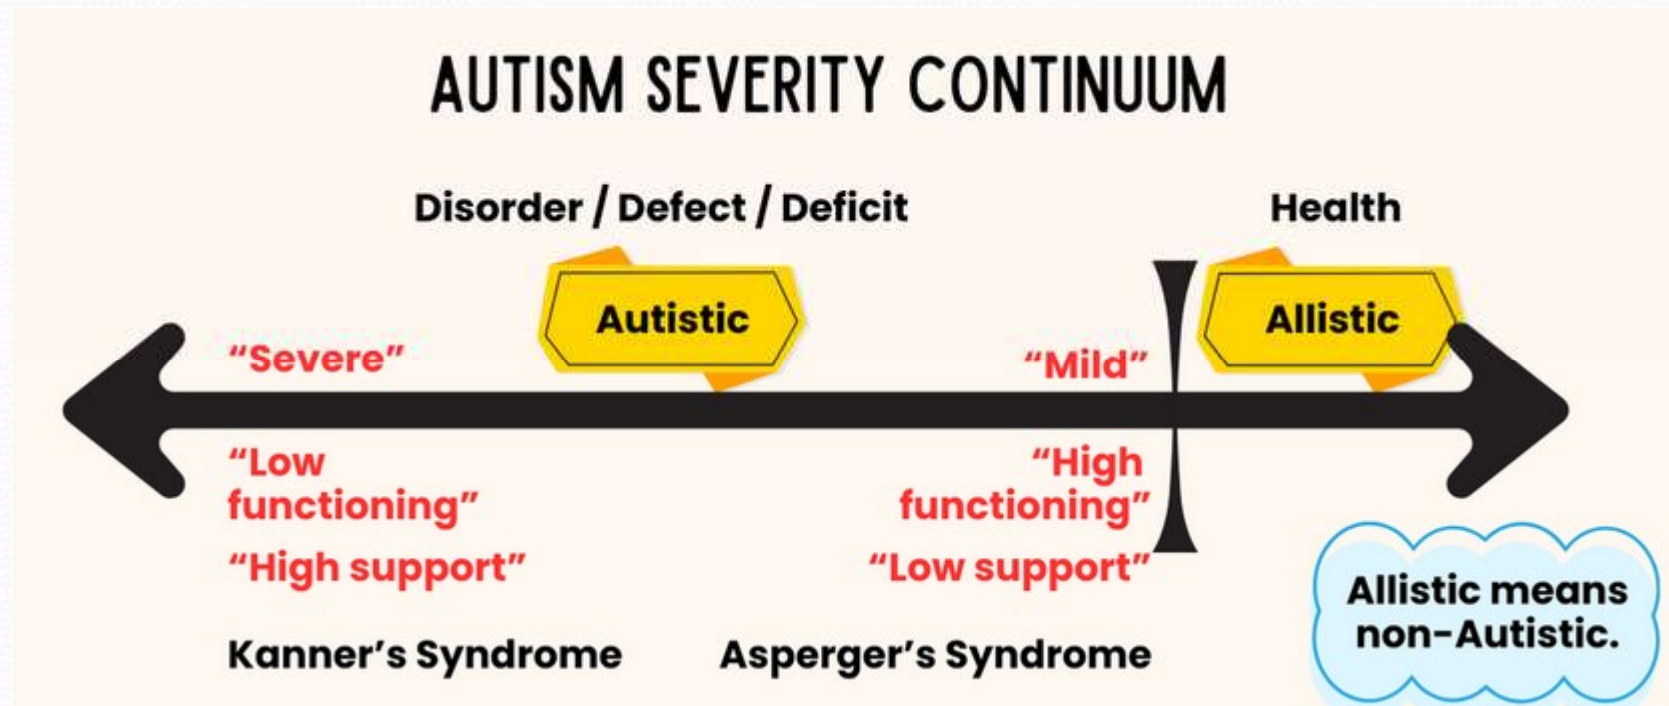 AUTISM SEVERITY CONTINUUM
Disorder / Defect / Deficit
Health
Autistic
Allistic
“Severe”
“Mild”
“Low
functioning”
“High
functioning”
“High support”
“Low support”
Kanner’s Syndrome
Asperger’s Syndrome
Allistic means
non-Autistic.